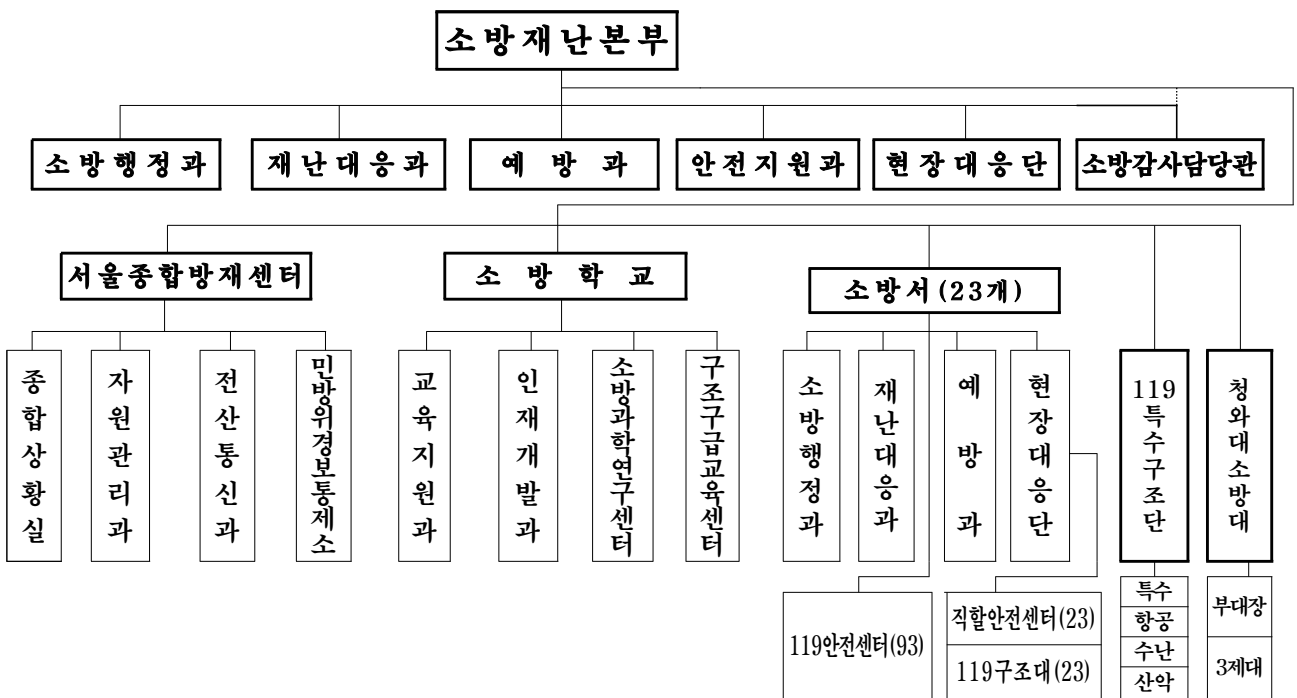 소방재난본부
소방행정과
재난대응과
예방과
안전지원과
현장대응단
소방감사담당관
서울종합방재센터
소방학교
소방서(23개)
종합상황실
자원관리과
전산통신과
민방위경보통제소
교육지원과
인재개발과
소방과학연구센터
구조구급교육센터
소방행정과
재난대응과
예방과
현장대응단
119특수구조단
청와대소방대
119안전센터(93)
직할안전센터(23)
119구조대(23)
특수
항공
수난
산악
부대장
3제대